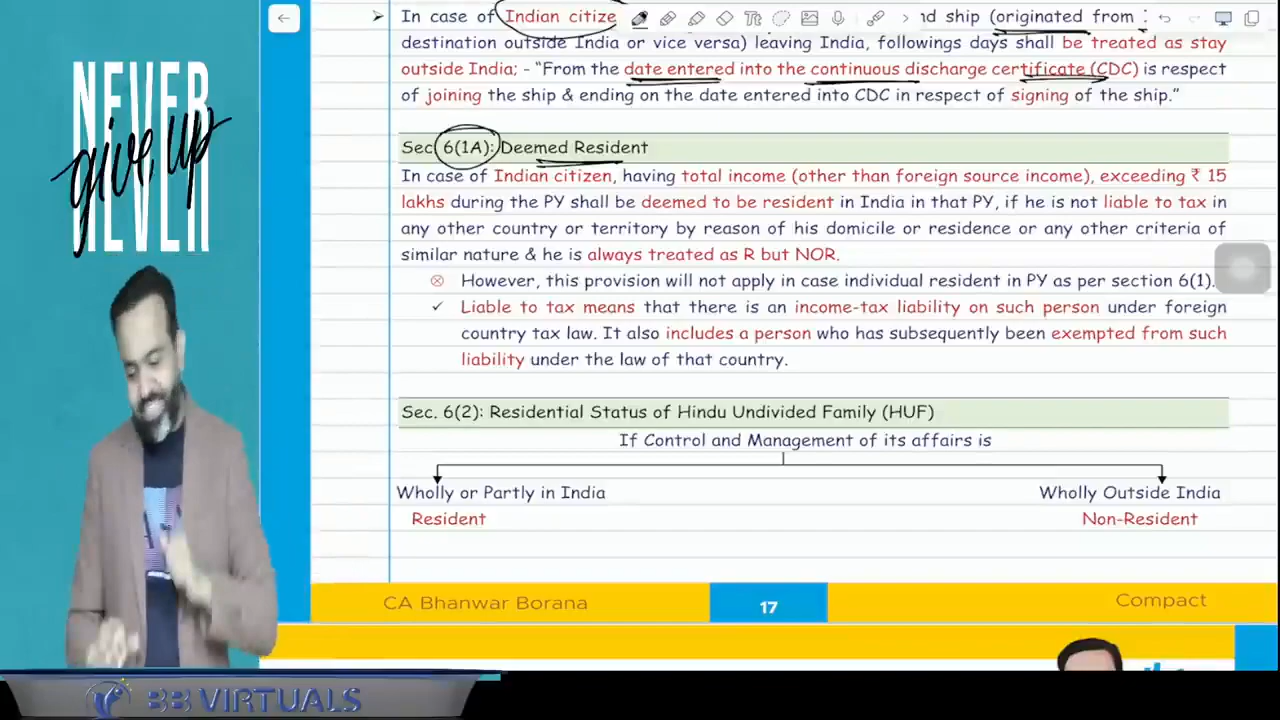 In case of Indian citize
nd ship (originated from
destination outside India or vice versa) leaving India, followings days shall be treated as stay
outside India; - “From the date entered into the continuous discharge certificate (CDC) is respect
of joining the ship & ending on the date entered into CDC in respect of signing of the ship.”
Sec 6(1A): Deemed Resident
In case of Indian citizen, having total income (other than foreign source income), exceeding ₹ 15
lakhs during the PY shall be deemed to be resident in India in that PY, if he is not liable to tax in
any other country or territory by reason of his domicile or residence or any other criteria of
similar nature & he is always treated as R but NOR.
However, this provision will not apply in case individual resident in PY as per section 6(1).
Liable to tax means that there is an income-tax liability on such person under foreign
country tax law. It also includes a person who has subsequently been exempted from such
liability under the law of that country.
Sec. 6(2): Residential Status of Hindu Undivided Family (HUF)
If Control and Management of its affairs is
Wholly or Partly in India
Wholly Outside India
Resident
Non-Resident
CA Bhanwar Borana
17
Compact
NEVER
give up
NEVER
BB VIRTUALS